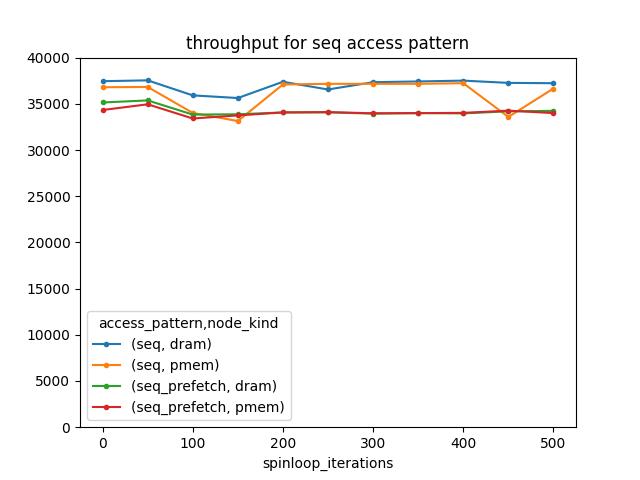 throughput for seq access pattern
40000
35000
30000
25000
20000
15000
10000
5000
0
access_pattern,node_kind
(seq, dram)
(seq, pmem)
(seq_prefetch, dram)
(seq_prefetch, pmem)
0 100 200 300 400 500
spinloop_iterations